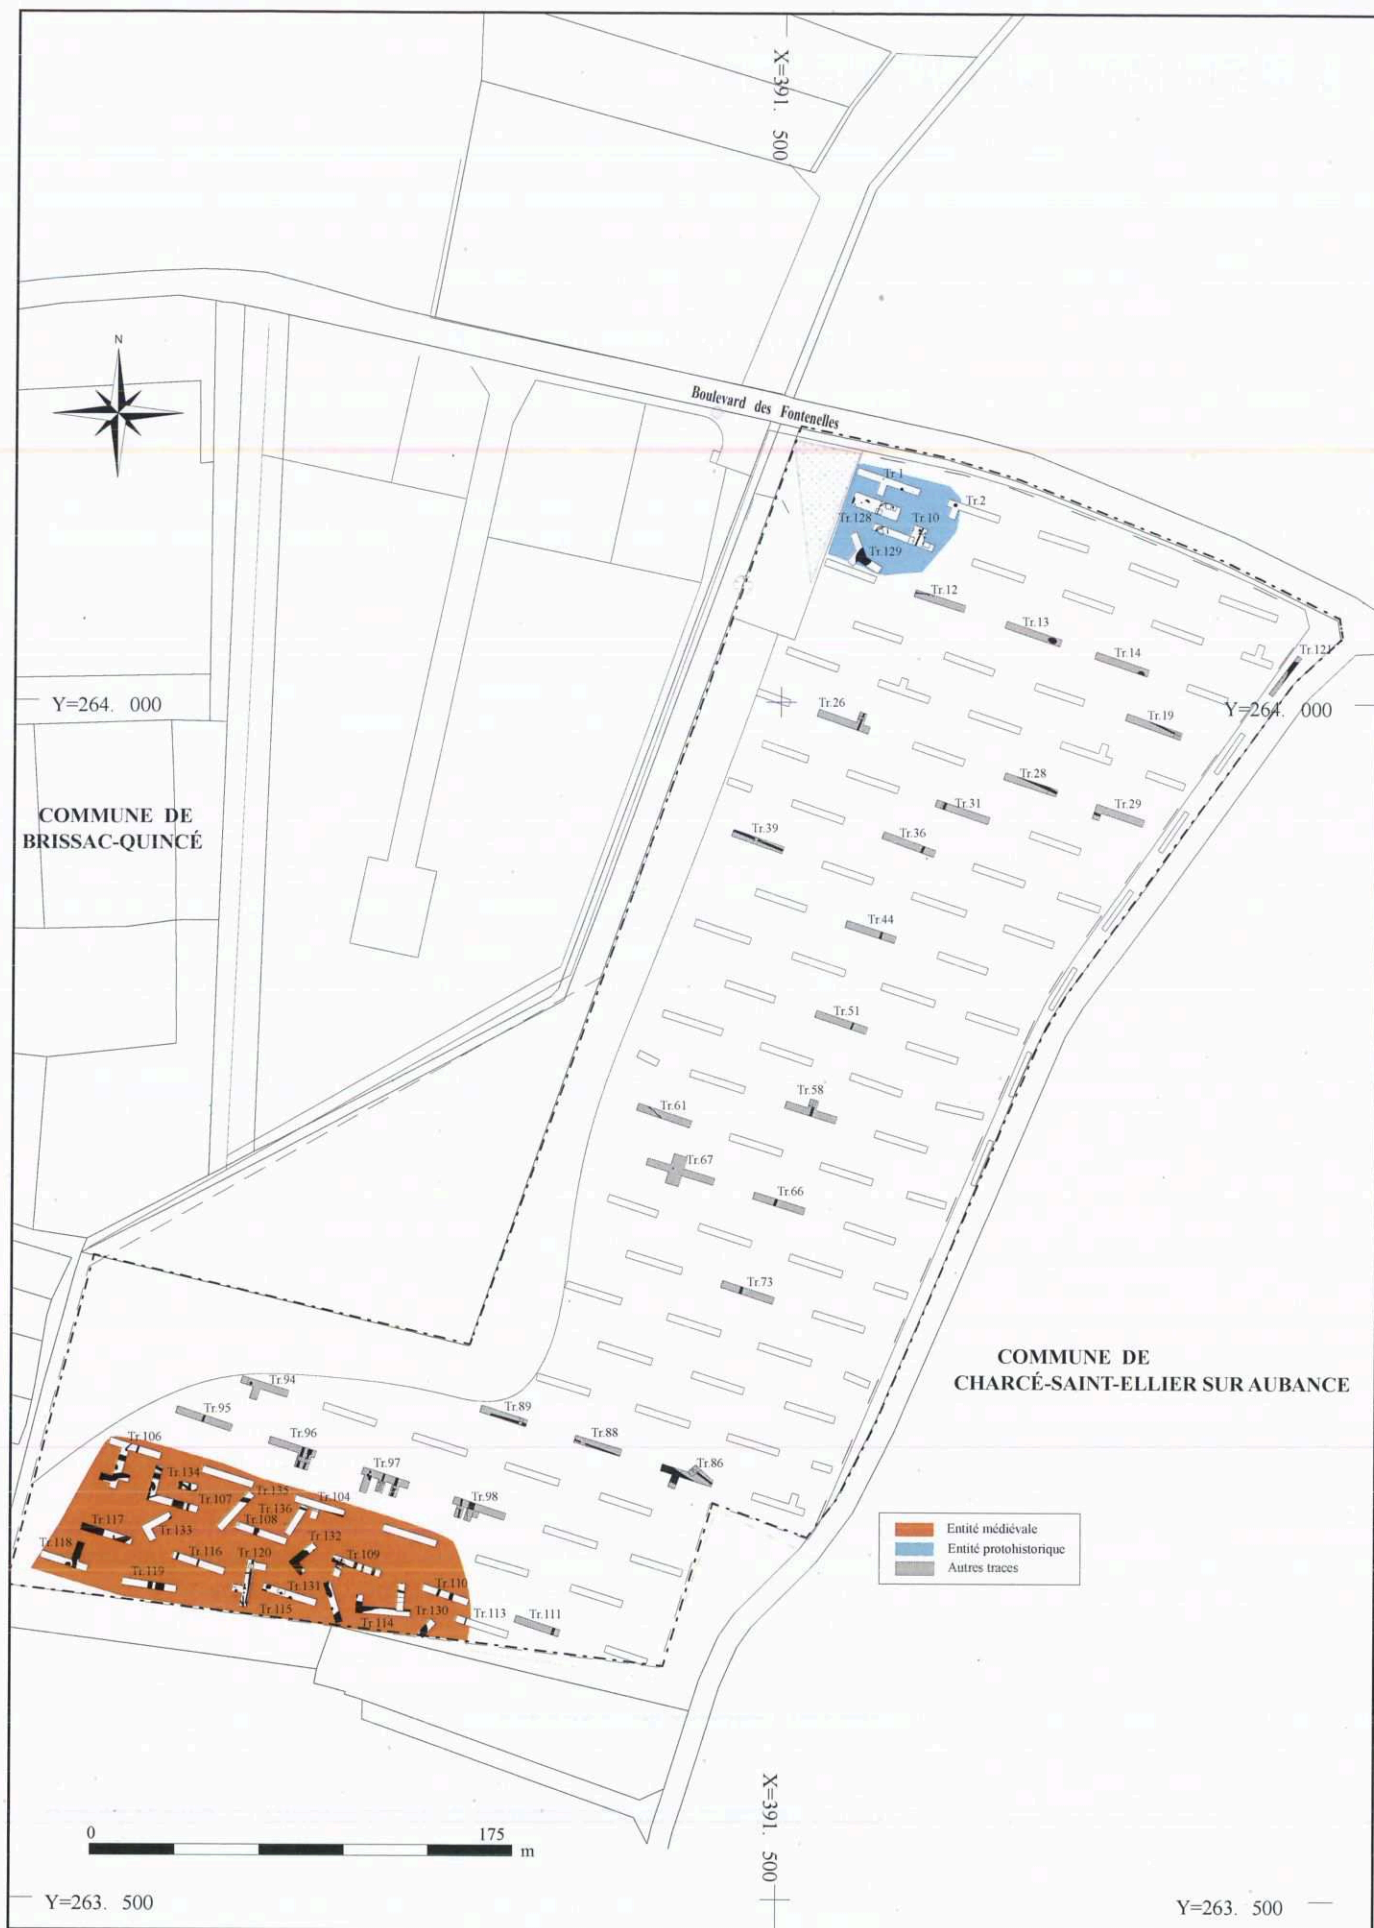 X=391. 500
N
Boulevard des Fontenelles
Tr.1
Tr.2
Tr.128
Tr.10
Tr.129
Tr.12
Tr.13
Tr.14
Tr.121
Y=264. 000
Tr.26
Tr.19
Y=264. 000
Tr.28
Tr.31
Tr.29
COMMUNE DE
BRISSAC-QUINCÉ
Tr.39
Tr.36
Tr.44
Tr.51
Tr.58
Tr.61
Tr.67
Tr.66
Tr.73
COMMUNE DE
CHARCÉ-SAINT-ELLIER SUR AUBANCE
Tr.94
Tr.95
Tr.89
Tr.96
Tr.88
Tr.106
Tr.97
Tr.86
Tr.134
Tr.135
Tr.107
Tr.136
Tr.104
Tr.98
Tr.117
Tr.133
Tr.108
Tr.132
Tr.118
Tr.116
Tr.120
Tr.109
Tr.119
Tr.131
Tr.110
Tr.115
Tr.114
Tr.130
Tr.113
Tr.111
Entité médiévale
Entité protohistorique
Autres traces
0
175
m
X=391. 500
Y=263. 500
Y=263. 500